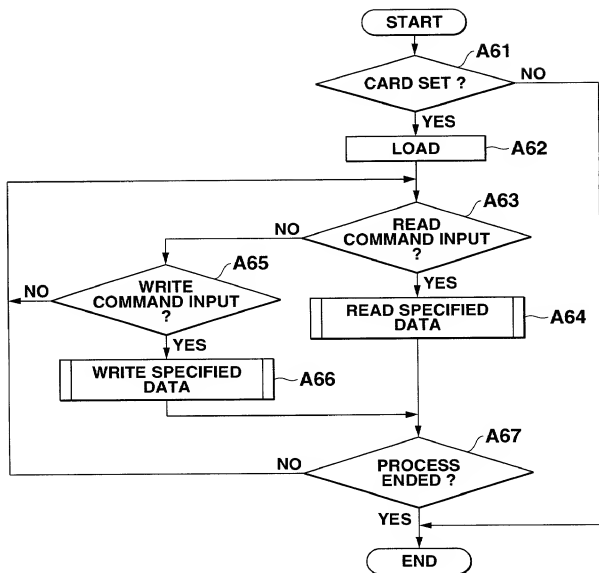 START
A61
CARD SET ?
NO
YES
LOAD
A62
A63
NO
READ
COMMAND INPUT
?
A65
YES
NO
WRITE
COMMAND INPUT
?
READ SPECIFIED
DATA
A64
YES
WRITE SPECIFIED
DATA
A66
A67
NO
PROCESS
ENDED ?
YES
END